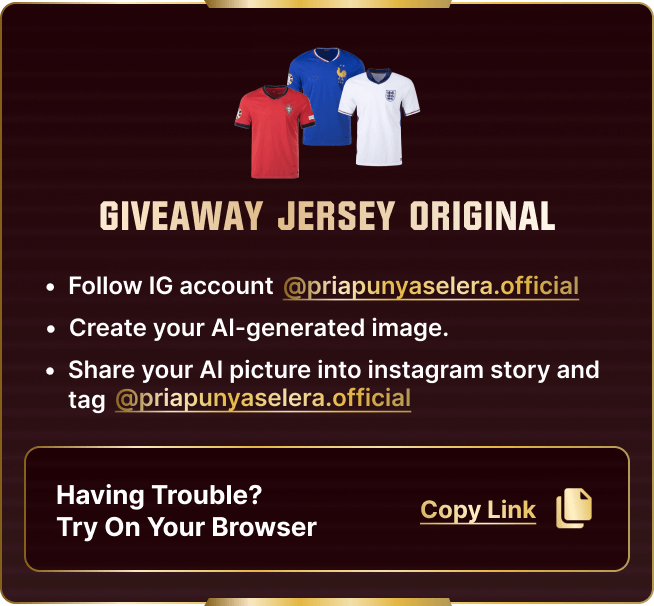 GIVEAWAY JERSEY ORIGINAL
• Follow IG account @priapunyaselera.official
• Create your AI-generated image.
• Share your AI picture into instagram story and
tag @priapunyaselera.official
Having Trouble?
Try On Your Browser
Copy Link